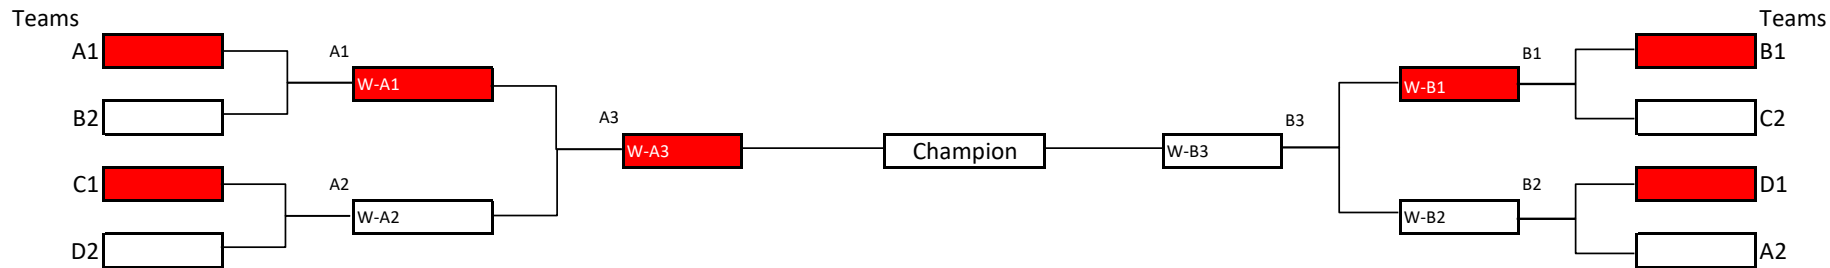 Teams
A1
B2
C1
D2
A1
W-A1
A2
W-A2
A3
W-A3
Champion
B3
W-B3
B1
W-B1
B2
W-B2
Teams
B1
C2
D1
A2